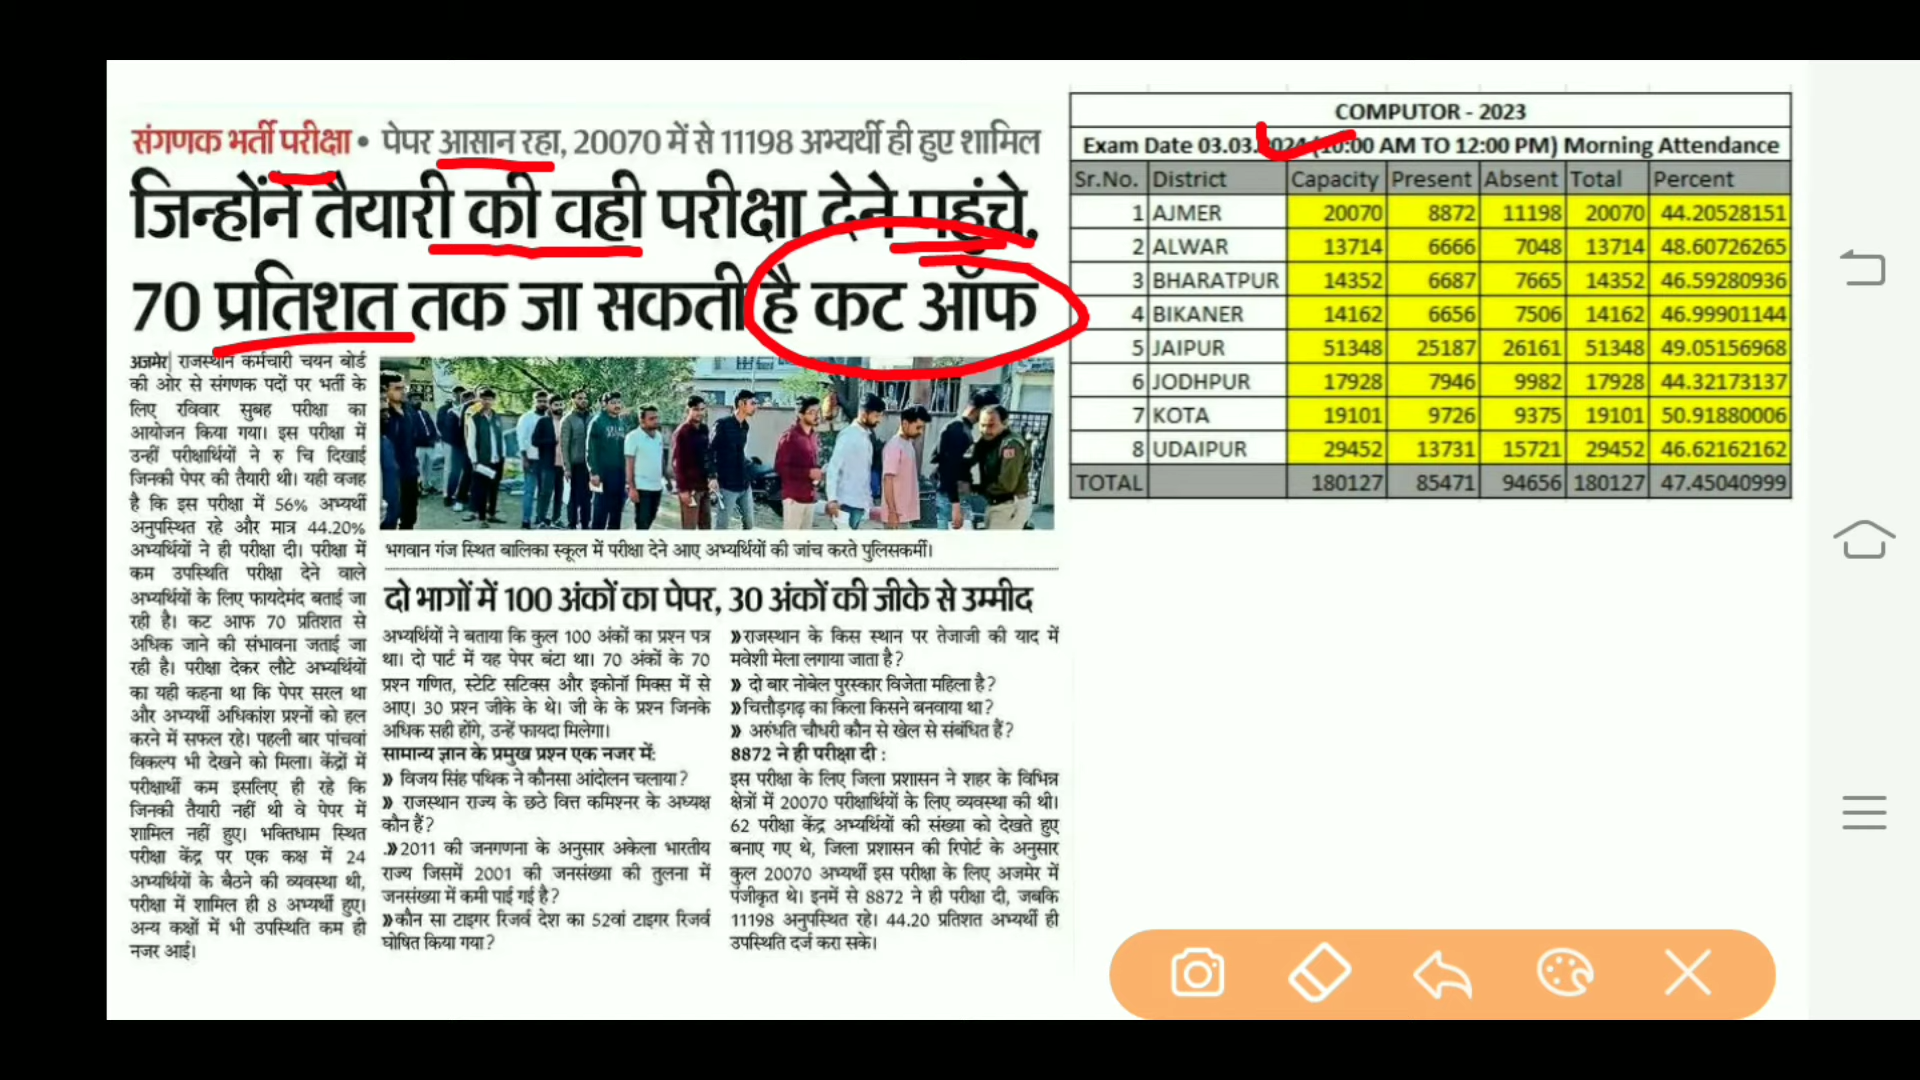 संगणक भर्ती परीक्षा • पेपर आसान रहा, 20070 में से 11198 अभ्यर्थी ही हुए शामिल
जिन्होंने तैयारी की वही परीक्षा देने पहुंचे,
70 प्रतिशत तक जा सकती है कट ऑफ
अजमेर| राजस्थान कर्मचारी चयन बोर्ड
की ओर से संगणक पदों पर भर्ती के
लिए रविवार सुबह परीक्षा का
आयोजन किया गया। इस परीक्षा में
उन्हीं परीक्षार्थियों ने रु चि दिखाई
जिनकी पेपर की तैयारी थी। यही वजह
है कि इस परीक्षा में 56% अभ्यर्थी
अनुपस्थित रहे और मात्र 44.20%
अभ्यर्थियों ने ही परीक्षा दी। परीक्षा में
कम उपस्थिति परीक्षा देने वाले
अभ्यर्थियों के लिए फायदेमंद बताई जा
रही है। कट आफ 70 प्रतिशत से
अधिक जाने की संभावना जताई जा
रही है। परीक्षा देकर लौटे अभ्यर्थियों
का यही कहना था कि पेपर सरल था
और अभ्यर्थी अधिकांश प्रश्नों को हल
करने में सफल रहे। पहली बार पांचवां
विकल्प भी देखने को मिला। केंद्रों में
परीक्षार्थी कम इसलिए ही रहे कि
जिनकी तैयारी नहीं थी वे पेपर में
शामिल नहीं हुए। भक्तिधाम स्थित
परीक्षा केंद्र पर एक कक्ष में 24
अभ्यर्थियों के बैठने की व्यवस्था थी,
परीक्षा में शामिल ही 8 अभ्यर्थी हुए।
अन्य कक्षों में भी उपस्थिति कम ही
नजर आई।
भगवान गंज स्थित बालिका स्कूल में परीक्षा देने आए अभ्यर्थियों की जांच करते पुलिसकर्मी।
दो भागों में 100 अंकों का पेपर, 30 अंकों की जीके से उम्मीद
अभ्यर्थियों ने बताया कि कुल 100 अंकों का प्रश्न पत्र
था। दो पार्ट में यह पेपर बंटा था। 70 अंकों के 70
प्रश्न गणित, स्टेटि सटिक्स और इकोनॉ मिक्स में से
आए। 30 प्रश्न जीके के थे। जी के के प्रश्न जिनके
अधिक सही होंगे, उन्हें फायदा मिलेगा।
सामान्य ज्ञान के प्रमुख प्रश्न एक नजर में:
» विजय सिंह पथिक ने कौनसा आंदोलन चलाया?
» राजस्थान राज्य के छठे वित्त कमिश्नर के अध्यक्ष
कौन हैं?
.»2011 की जनगणना के अनुसार अकेला भारतीय
राज्य जिसमें 2001 की जनसंख्या की तुलना में
जनसंख्या में कमी पाई गई है?
»कौन सा टाइगर रिजर्व देश का 52वां टाइगर रिजर्व
घोषित किया गया?
»राजस्थान के किस स्थान पर तेजाजी की याद में
मवेशी मेला लगाया जाता है?
» दो बार नोबेल पुरस्कार विजेता महिला है?
»चित्तौड़गढ़ का किला किसने बनवाया था?
» अरुंधति चौधरी कौन से खेल से संबंधित हैं?
8872 ने ही परीक्षा दी :
इस परीक्षा के लिए जिला प्रशासन ने शहर के विभिन्न
क्षेत्रों में 20070 परीक्षार्थियों के लिए व्यवस्था की थी।
62 परीक्षा केंद्र अभ्यर्थियों की संख्या को देखते हुए
बनाए गए थे, जिला प्रशासन की रिपोर्ट के अनुसार
कुल 20070 अभ्यर्थी इस परीक्षा के लिए अजमेर में
पंजीकृत थे। इनमें से 8872 ने ही परीक्षा दी, जबकि
11198 अनुपस्थित रहे। 44.20 प्रतिशत अभ्यर्थी ही
उपस्थिति दर्ज करा सके।
COMPUTOR - 2023
Exam Date 03.03.2024 (10:00 AM TO 12:00 PM) Morning Attendance
Sr.No. District Capacity Present Absent Total Percent
1 AJMER 20070 8872 11198 20070 44.20528151
2 ALWAR 13714 6666 7048 13714 48.60726265
3 BHARATPUR 14352 6687 7665 14352 46.59280936
4 BIKANER 14162 6656 7506 14162 46.99901144
5 JAIPUR 51348 25187 26161 51348 49.05156968
6 JODHPUR 17928 7946 9982 17928 44.32173137
7 KOTA 19101 9726 9375 19101 50.91880006
8 UDAIPUR 29452 13731 15721 29452 46.62162162
TOTAL 180127 85471 94656 180127 47.45040999